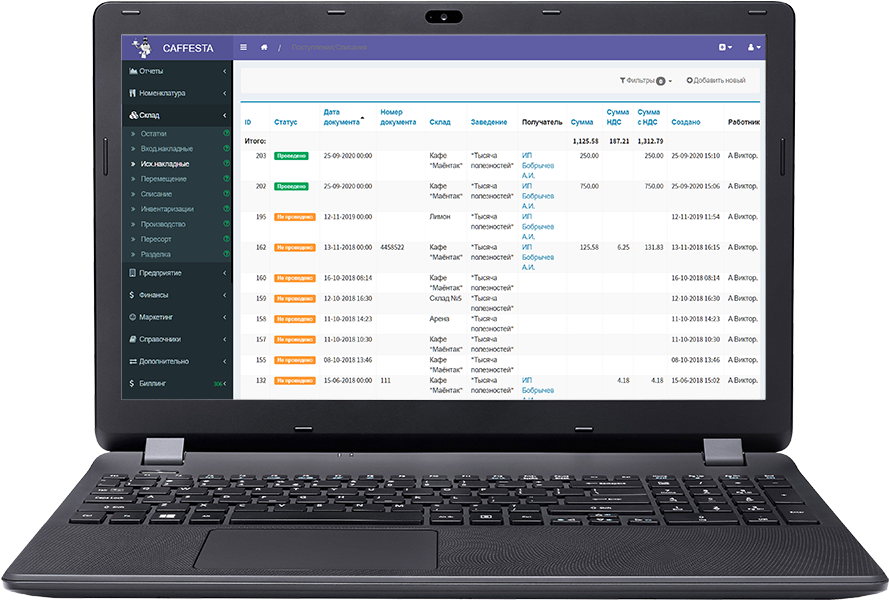 CAFFESTA
/ Поступление Списания
Отчеты
Номенклатура
Склад
Остатки
Вход.накладные
Исх.накладные
Перемещение
Списание
Инвентаризации
Производство
Пересорт
Разделка
Предприятие
Финансы
Маркетинг
Справочники
Дополнительно
Биллинг
Фильтры 0 Добавить новый
ID Статус Дата документа Номер документа Склад Заведение Получатель Сумма Сумма НДС Сумма с НДС Создано Работник
Итого: 1,125.58 187.21 1,312.79
203 Проведено 25-09-2020 00:00 Кафе "Маёнтак" "Тысяча полезностей" ИП Бобрычев А.И. 250.00 250.00 25-09-2020 15:10 А Виктор,
202 Проведено 25-09-2020 00:00 Кафе "Маёнтак" "Тысяча полезностей" ИП Бобрычев А.И. 750.00 750.00 25-09-2020 15:06 А Виктор,
195 Не проведено 12-11-2019 00:00 Лимон "Тысяча полезностей" ИП Бобрычев А.И. 12-11-2019 11:54 А Виктор,
162 Не проведено 13-11-2018 00:00 4458522 Кафе "Маёнтак" "Тысяча полезностей" ИП Бобрычев А.И. 125.58 6.25 131.83 13-11-2018 16:15 А Виктор,
160 Не проведено 16-10-2018 08:14 Кафе "Маёнтак" "Тысяча полезностей" 16-10-2018 08:14 А Виктор,
159 Не проведено 12-10-2018 16:30 Склад №5 "Тысяча полезностей" 12-10-2018 16:30 А Виктор,
158 Не проведено 11-10-2018 14:23 Арена "Тысяча полезностей" 11-10-2018 14:23 А Виктор,
157 Не проведено 11-10-2018 10:30 Кафе "Маёнтак" "Тысяча полезностей" 11-10-2018 10:30 А Виктор,
155 Не проведено 08-10-2018 13:46 Кафе "Маёнтак" "Тысяча полезностей" 08-10-2018 13:46 А Виктор,
132 Не проведено 15-06-2018 00:00 111 Кафе "Маёнтак" "Тысяча полезностей" ИП Бобрычев 4.18 4.18 15-06-2018 15:02 А Виктор,